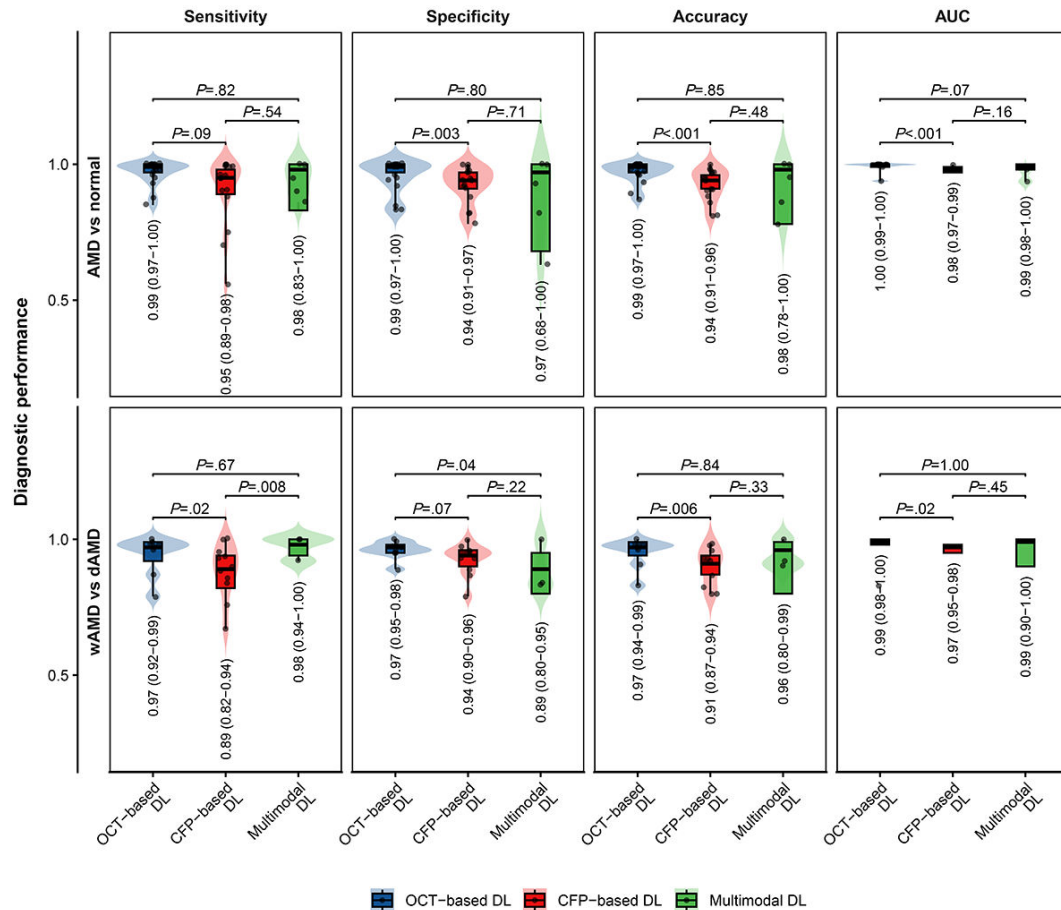 Sensitivity
Specificity
Accuracy
AUC
Diagnostic performance
AMD vs normal
1.0
0.5
P=.82
P=.54
P=.09
0.99 (0.97−1.00)
0.95 (0.89−0.98)
0.98 (0.83−1.00)
P=.80
P=.71
P=.003
0.99 (0.97−1.00)
0.94 (0.91−0.97)
0.97 (0.68−1.00)
P=.85
P=.48
P<.001
0.99 (0.97−1.00)
0.94 (0.91−0.96)
0.98 (0.78−1.00)
P=.07
P=.16
P<.001
1.00 (0.99−1.00)
0.98 (0.97−0.99)
0.99 (0.98−1.00)
wAMD vs dAMD
1.0
0.5
P=.67
P=.008
P=.02
0.97 (0.92−0.99)
0.89 (0.82−0.94)
0.98 (0.94−1.00)
P=.04
P=.22
P=.07
0.97 (0.95−0.98)
0.94 (0.90−0.96)
0.89 (0.80−0.95)
P=.84
P=.33
P=.006
0.97 (0.94−0.99)
0.91 (0.87−0.94)
0.96 (0.80−0.99)
P=1.00
P=.45
P=.02
0.99 (0.98−1.00)
0.97 (0.95−0.98)
0.99 (0.90−1.00)
OCT−based
DL
CFP−based
DL
Multimodal
DL
OCT−based
DL
CFP−based
DL
Multimodal
DL
OCT−based
DL
CFP−based
DL
Multimodal
DL
OCT−based
DL
CFP−based
DL
Multimodal
DL
OCT−based DL
CFP−based DL
Multimodal DL